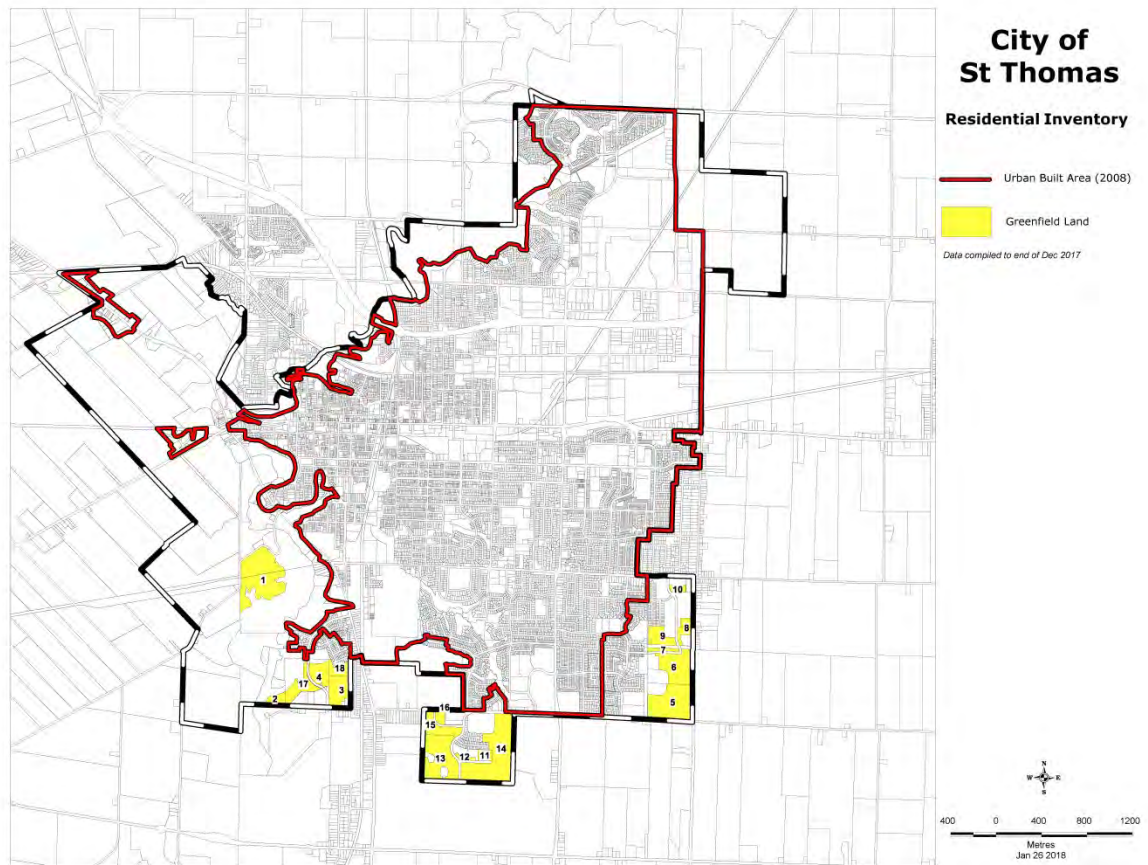 City of
St Thomas
Residential Inventory
Urban Built Area (2008)
Greenfield Land
Data compiled to end of Dec 2017
1
10
8
9
7
6
5
18
4
17
3
2
16
15
14
13
12
11
N
W E
S
400 0 400 800 1200
Metres
Jan 26 2018